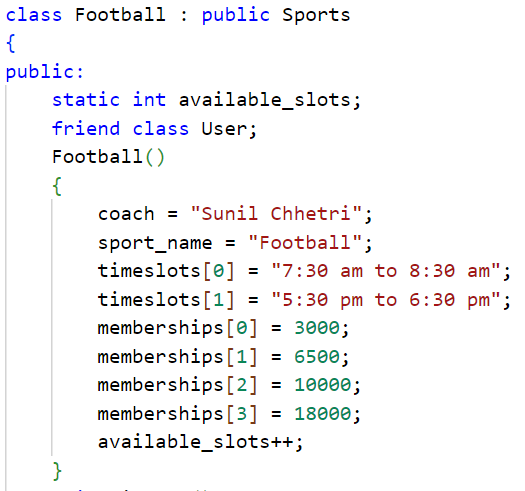 class Football : public Sports
{
public:
    static int available_slots;
    friend class User;
    Football()
    {
        coach = "Sunil Chhetri";
        sport_name = "Football";
        timeslots[0] = "7:30 am to 8:30 am";
        timeslots[1] = "5:30 pm to 6:30 pm";
        memberships[0] = 3000;
        memberships[1] = 6500;
        memberships[2] = 10000;
        memberships[3] = 18000;
        available_slots++;
    }